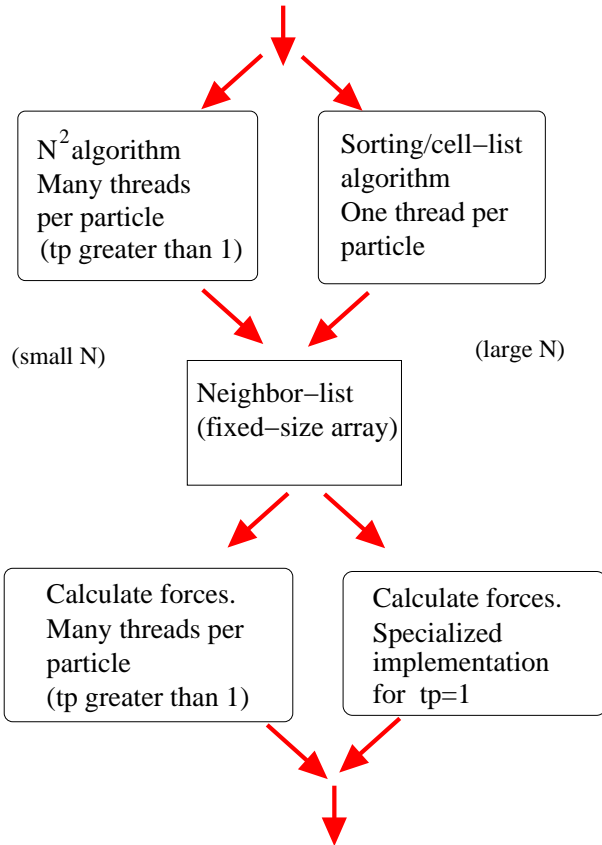 N² algorithm
Many threads
per particle
(tp greater than 1)
Sorting/cell−list
algorithm
One thread per
particle
(small N)
(large N)
Neighbor−list
(fixed−size array)
Calculate forces.
Many threads per
particle
(tp greater than 1)
Calculate forces.
Specialized
implementation
for tp=1